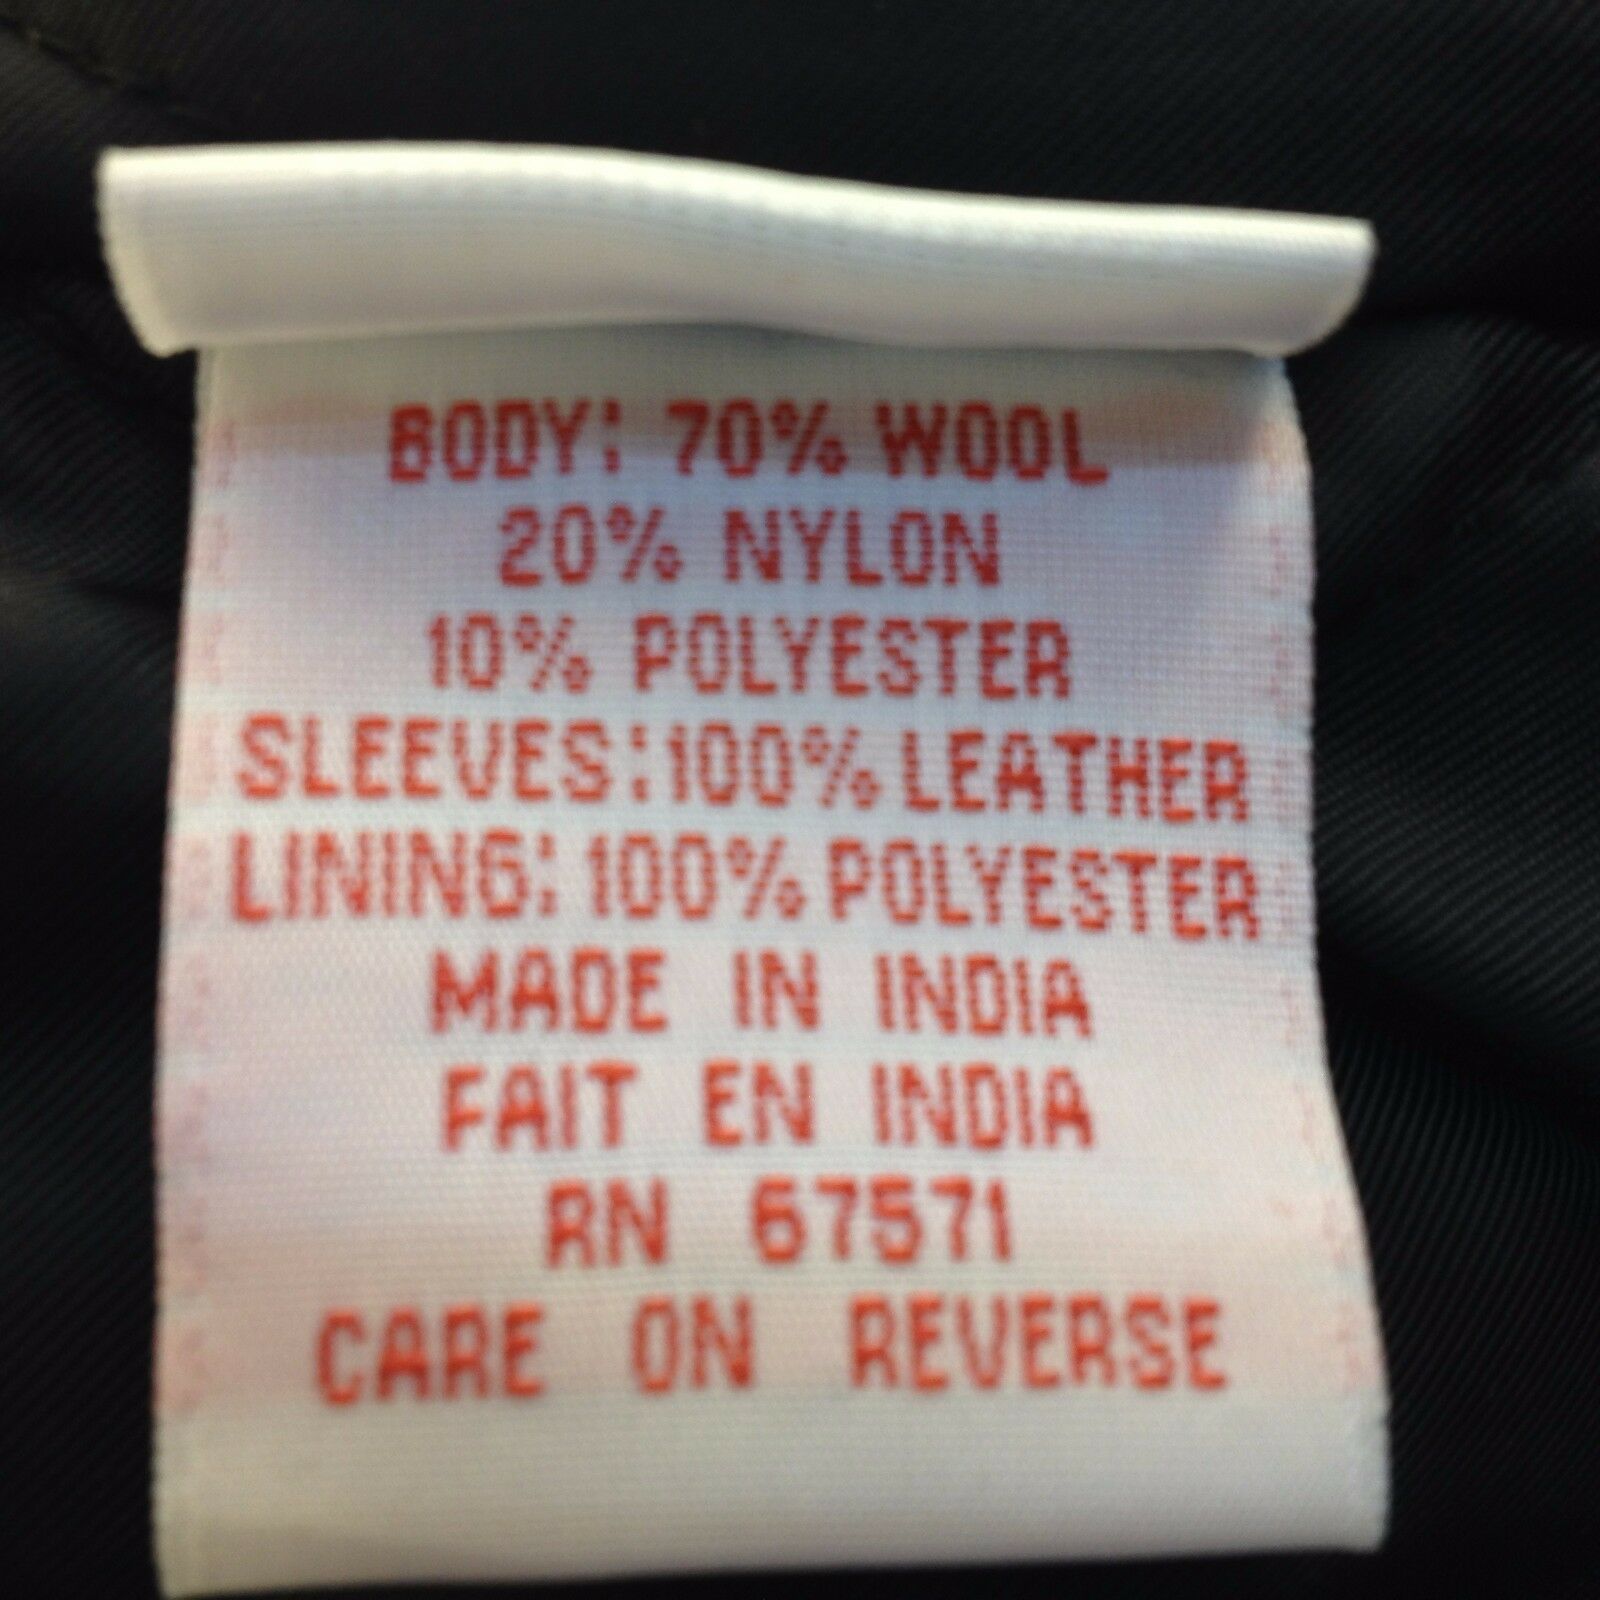 BODY: 70% WOOL
20% NYLON
10% POLYESTER
SLEEVES:100% LEATHER
LINING: 100% POLYESTER
MADE IN INDIA
FAIT EN INDIA
RN 67571
CARE ON REVERSE